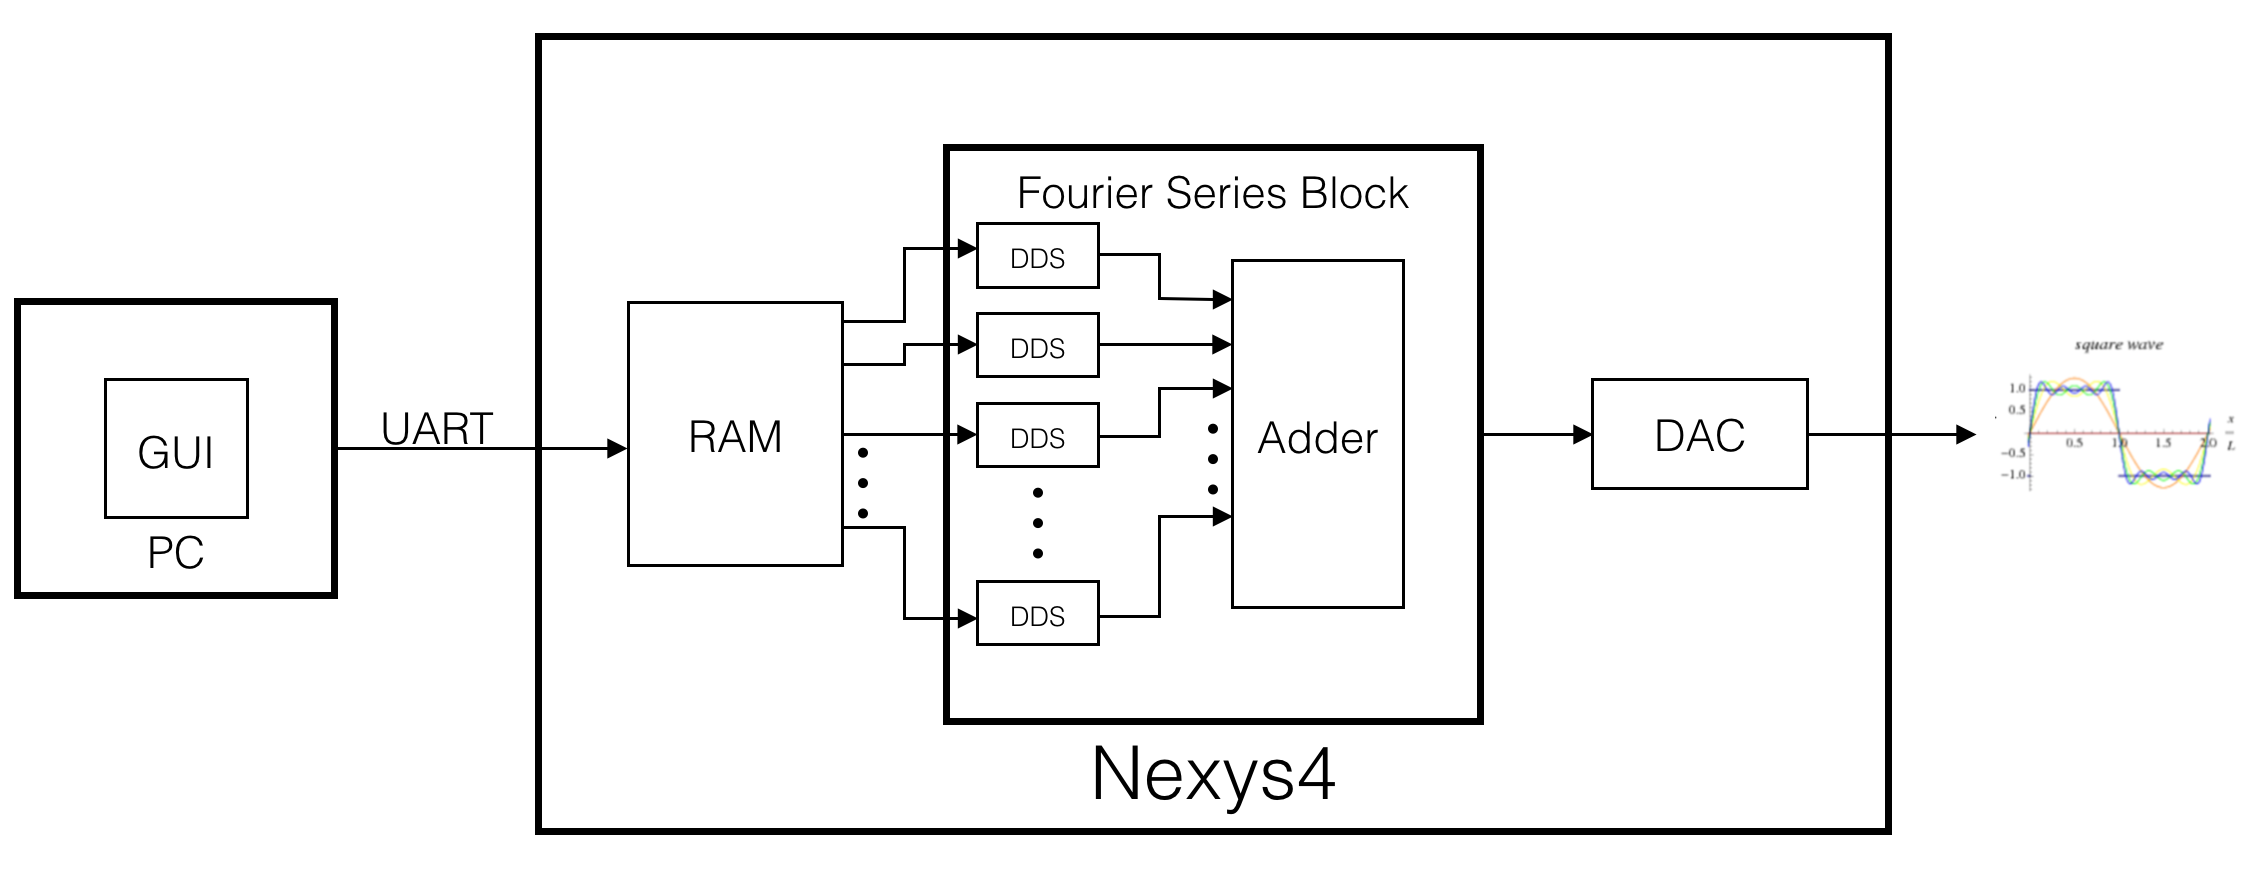 GUI
PC
UART
RAM
Fourier Series Block
DDS
DDS
DDS
DDS
Adder
Nexys4
DAC
square wave
1.0
0.5
-0.5
-1.0
0.5
1.0
1.5
2.0
x
L